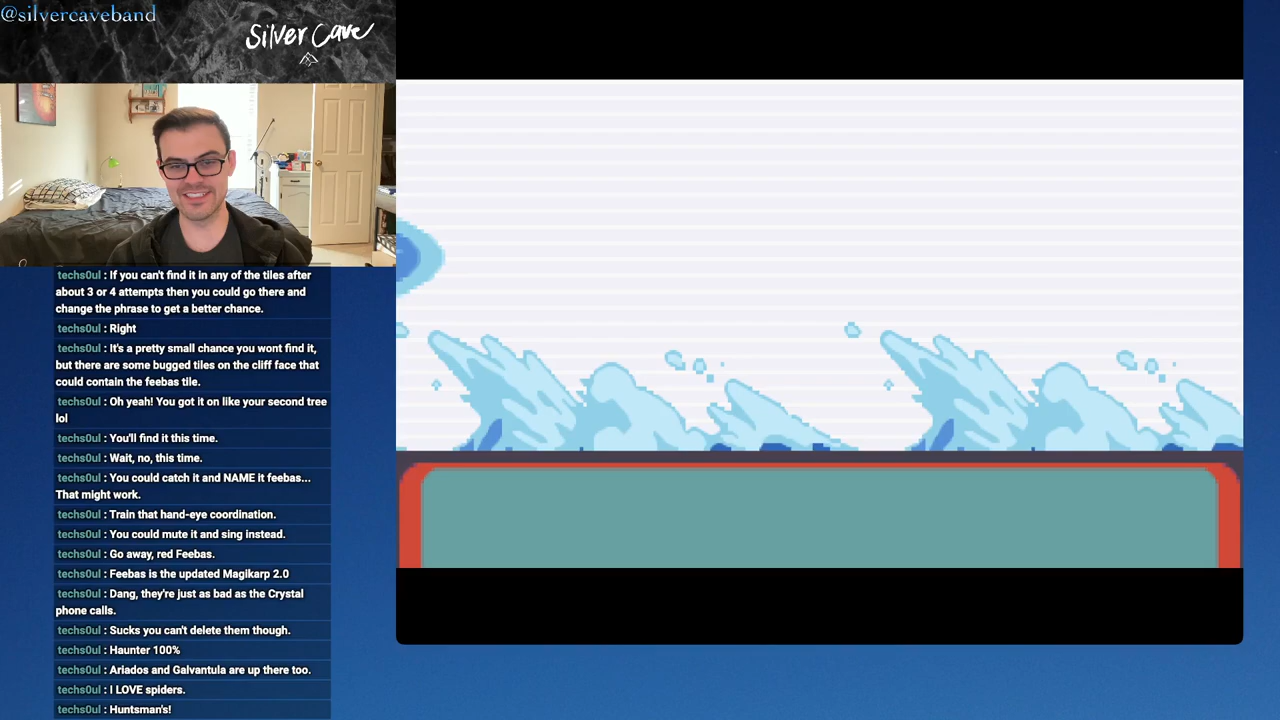 @silvercaveband
Silver Cave
techs0ul : If you can't find it in any of the tiles after
about 3 or 4 attempts then you could go there and
change the phrase to get a better chance.
techs0ul : Right
techs0ul : It's a pretty small chance you wont find it,
but there are some bugged tiles on the cliff face that
could contain the feebas tile.
techs0ul : Oh yeah! You got it on like your second tree
lol
techs0ul : You'll find it this time.
techs0ul : Wait, no, this time.
techs0ul : You could catch it and NAME it feebas...
That might work.
techs0ul : Train that hand-eye coordination.
techs0ul : You could mute it and sing instead.
techs0ul : Go away, red Feebas.
techs0ul : Feebas is the updated Magikarp 2.0
techs0ul : Dang, they're just as bad as the Crystal
phone calls.
techs0ul : Sucks you can't delete them though.
techs0ul : Haunter 100%
techs0ul : Ariados and Galvantula are up there too.
techs0ul : I LOVE spiders.
techs0ul : Huntsman's!